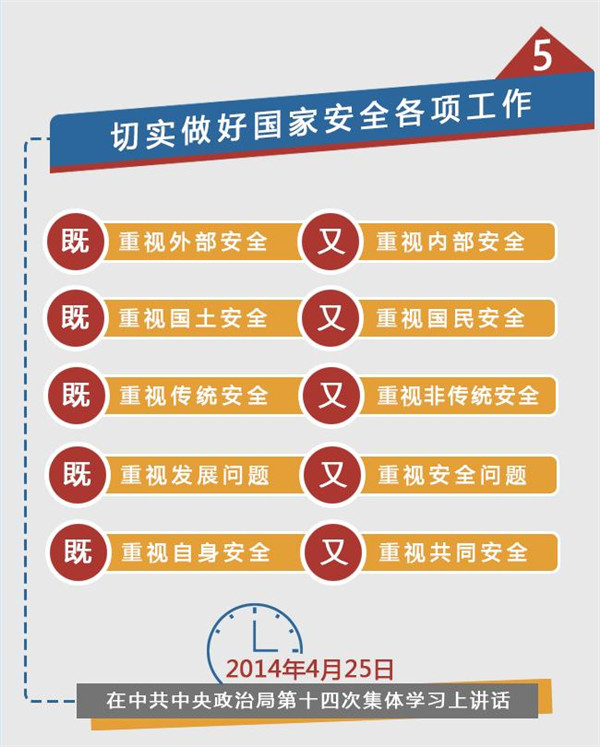 5
切实做好国家安全各项工作
既 重视外部安全 又 重视内部安全
既 重视国土安全 又 重视国民安全
既 重视传统安全 又 重视非传统安全
既 重视发展问题 又 重视安全问题
既 重视自身安全 又 重视共同安全
2014年4月25日
在中共中央政治局第十四次集体学习上讲话